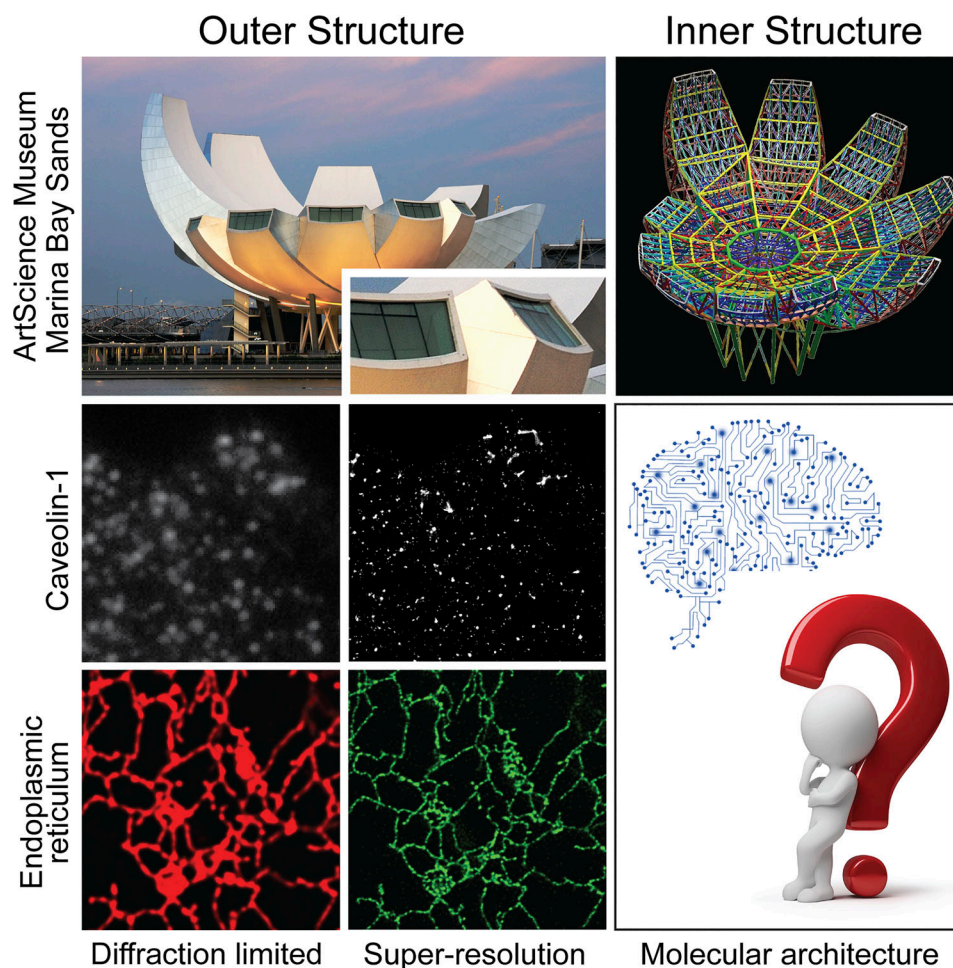 Outer Structure
Inner Structure
ArtScience Museum
Marina Bay Sands
Caveolin-1
Endoplasmic
reticulum
Diffraction limited
Super-resolution
Molecular architecture